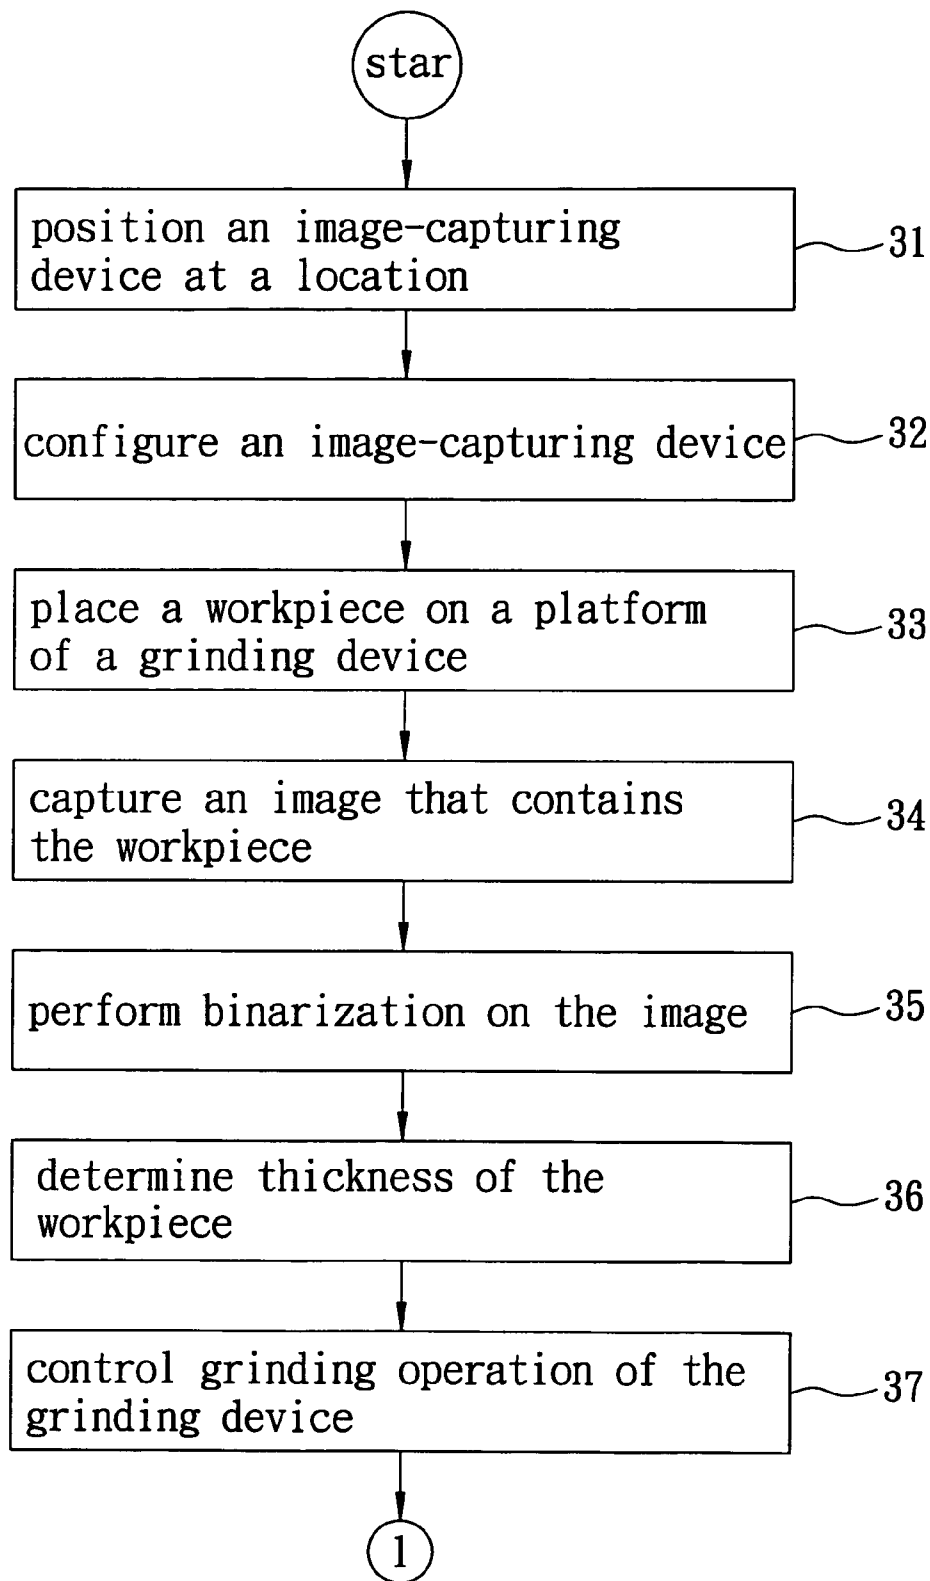 star
position an image-capturing
device at a location
31
configure an image-capturing device
32
place a workpiece on a platform
of a grinding device
33
capture an image that contains
the workpiece
34
perform binarization on the image
35
determine thickness of the
workpiece
36
control grinding operation of the
grinding device
37
1